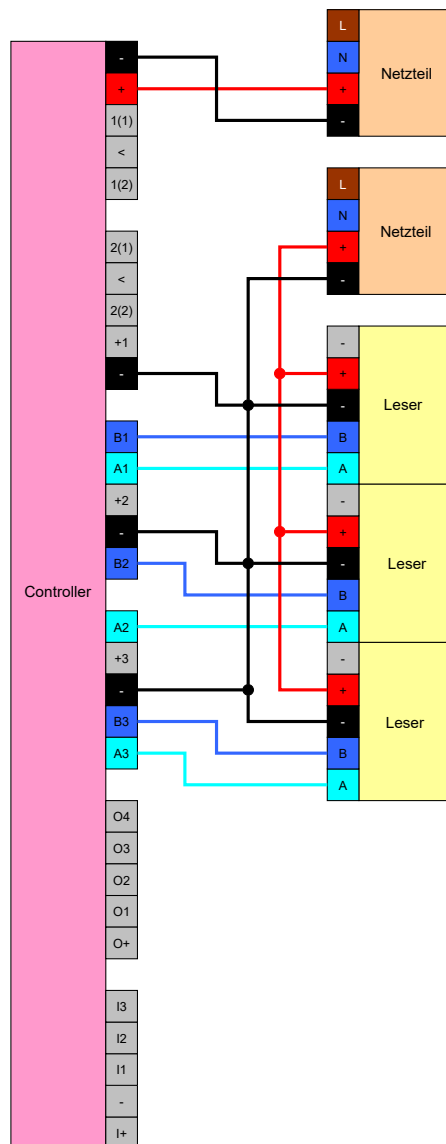 Controller
-
+
1(1)
<
1(2)
2(1)
<
2(2)
+1
-
B1
A1
+2
-
B2
A2
+3
-
B3
A3
O4
O3
O2
O1
O+
I3
I2
I1
-
I+
L
N
+
-
Netzteil
L
N
+
-
Netzteil
-
+
-
B
A
Leser
-
+
-
B
A
Leser
-
+
-
B
A
Leser